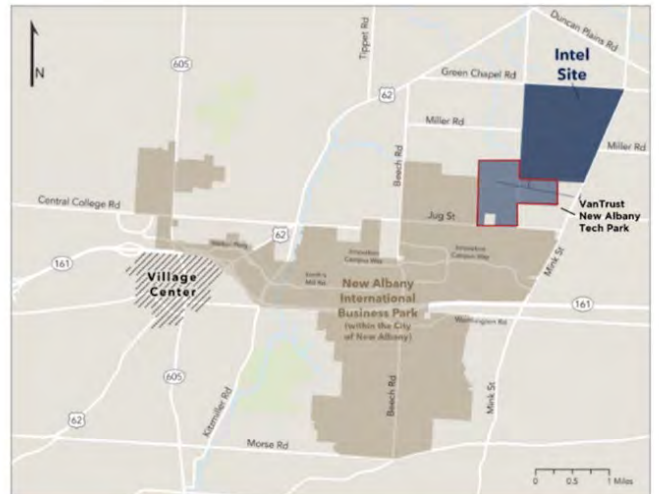 Duncan Plains Rd
Tippet Rd
605
N
Intel
Site
Green Chapel Rd
62
Miller Rd
Miller Rd
Beech Rd
VanTrust
New Albany
Tech Park
Central College Rd
Jug St
62
Innovation
Campus Way
Innovation
Campus Way
Mink St
161
Village
Center
Smith's
Mill Rd
New Albany
International
Business Park
(within the City
of New Albany)
161
Worthington Rd
605
Kitzmiller Rd
Beech Rd
Mink St
62
Morse Rd
0 0.5 1 Miles